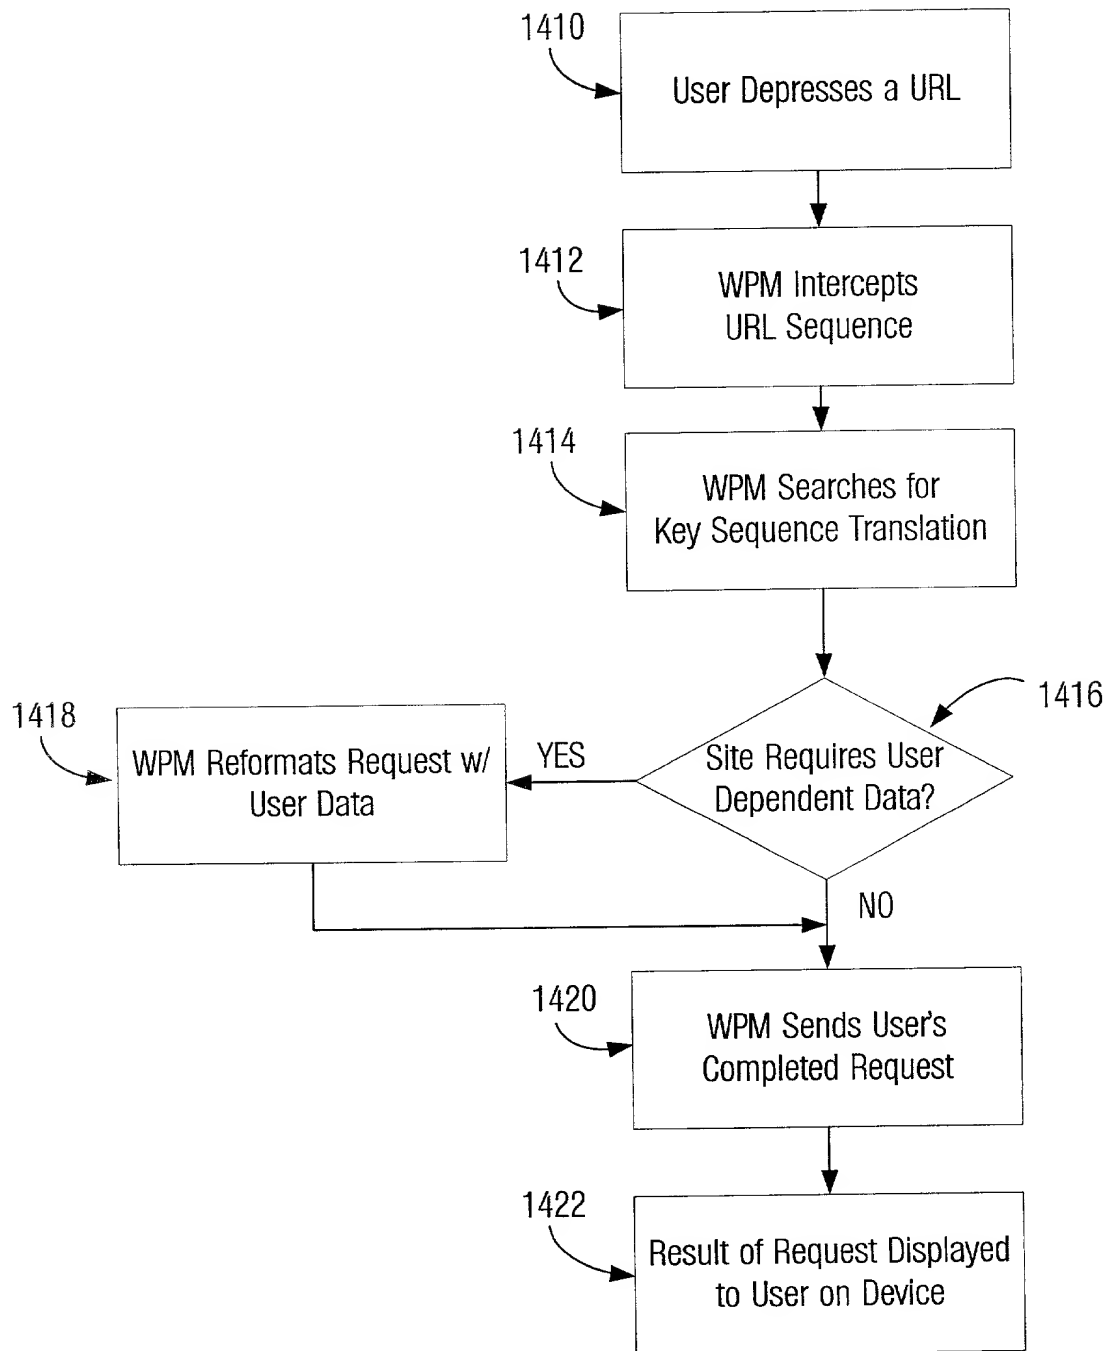 1410
User Depresses a URL
1412
WPM Intercepts
URL Sequence
1414
WPM Searches for
Key Sequence Translation
1416
Site Requires User
Dependent Data?
YES
1418
WPM Reformats Request w/
User Data
NO
1420
WPM Sends User's
Completed Request
1422
Result of Request Displayed
to User on Device